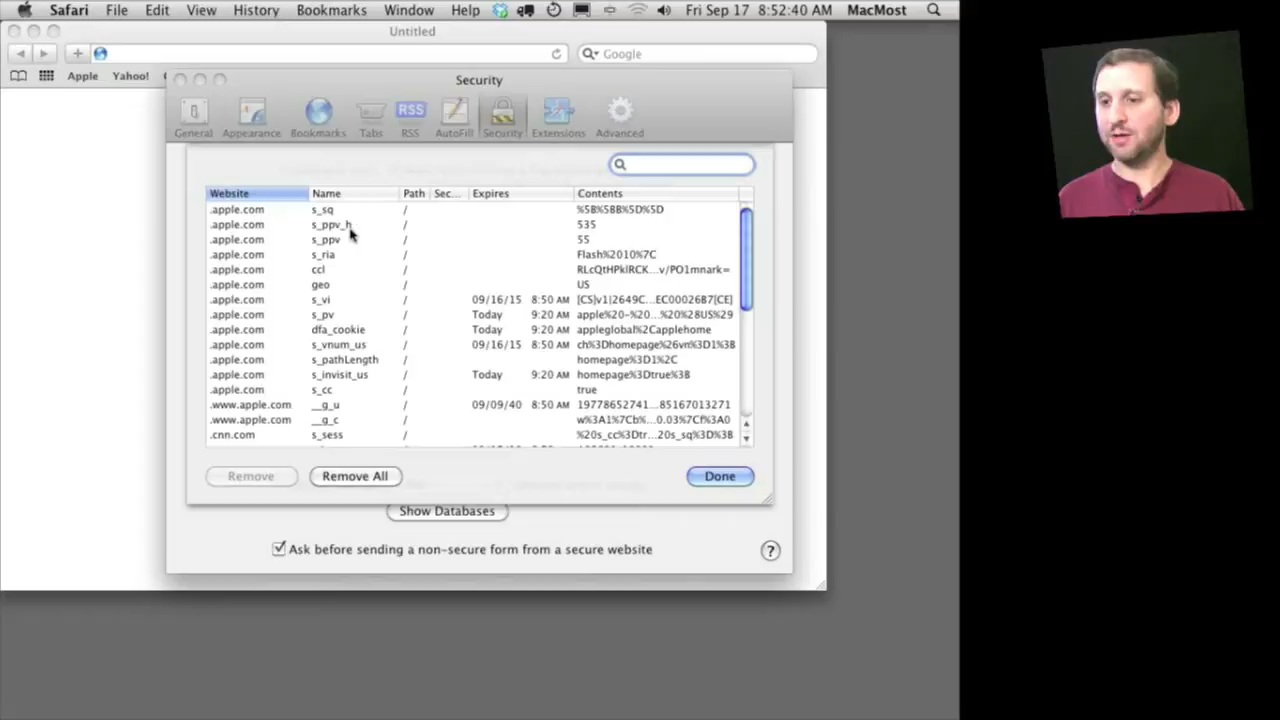 Safari File Edit View History Bookmarks Window Help Fri Sep 17 8:52:40 AM MacMost
Untitled
Google
Apple Yahoo!
Security
General Appearance Bookmarks Tabs RSS AutoFill Security Extensions Advanced
RSS
Website Name Path Sec... Expires Contents
.apple.com s_sq / %5B%5BB%5D%5D
.apple.com s_ppv_h / 535
.apple.com s_ppv / 55
.apple.com s_ria / Flash%2010%7C
.apple.com ccl / RLcQtHPklRCK...v/PO1mnark=
.apple.com geo / US
.apple.com s_vi / 09/16/15 8:50 AM [CS]v1|2649C...EC00026B7[CE]
.apple.com s_pv / Today 9:20 AM apple%20-%20...%20%28US%29
.apple.com dfa_cookie / Today 9:20 AM appleglobal%2Capplehome
.apple.com s_vnum_us / 09/16/15 8:50 AM ch%3Dhomepage%26vn%3D1%3B
.apple.com s_pathLength / homepage%3D1%2C
.apple.com s_invisit_us / Today 9:20 AM homepage%3Dtrue%3B
.apple.com s_cc / true
.www.apple.com __g_u / 09/09/40 8:50 AM 19778652741...85167013271
.www.apple.com __g_c / w%3A1%7Cb%...0.03%7Cf%3A0
.cnn.com s_sess / %20s_cc%3Dtr...20s_sq%3D%3B
Remove Remove All Done
Show Databases
Ask before sending a non-secure form from a secure website ?